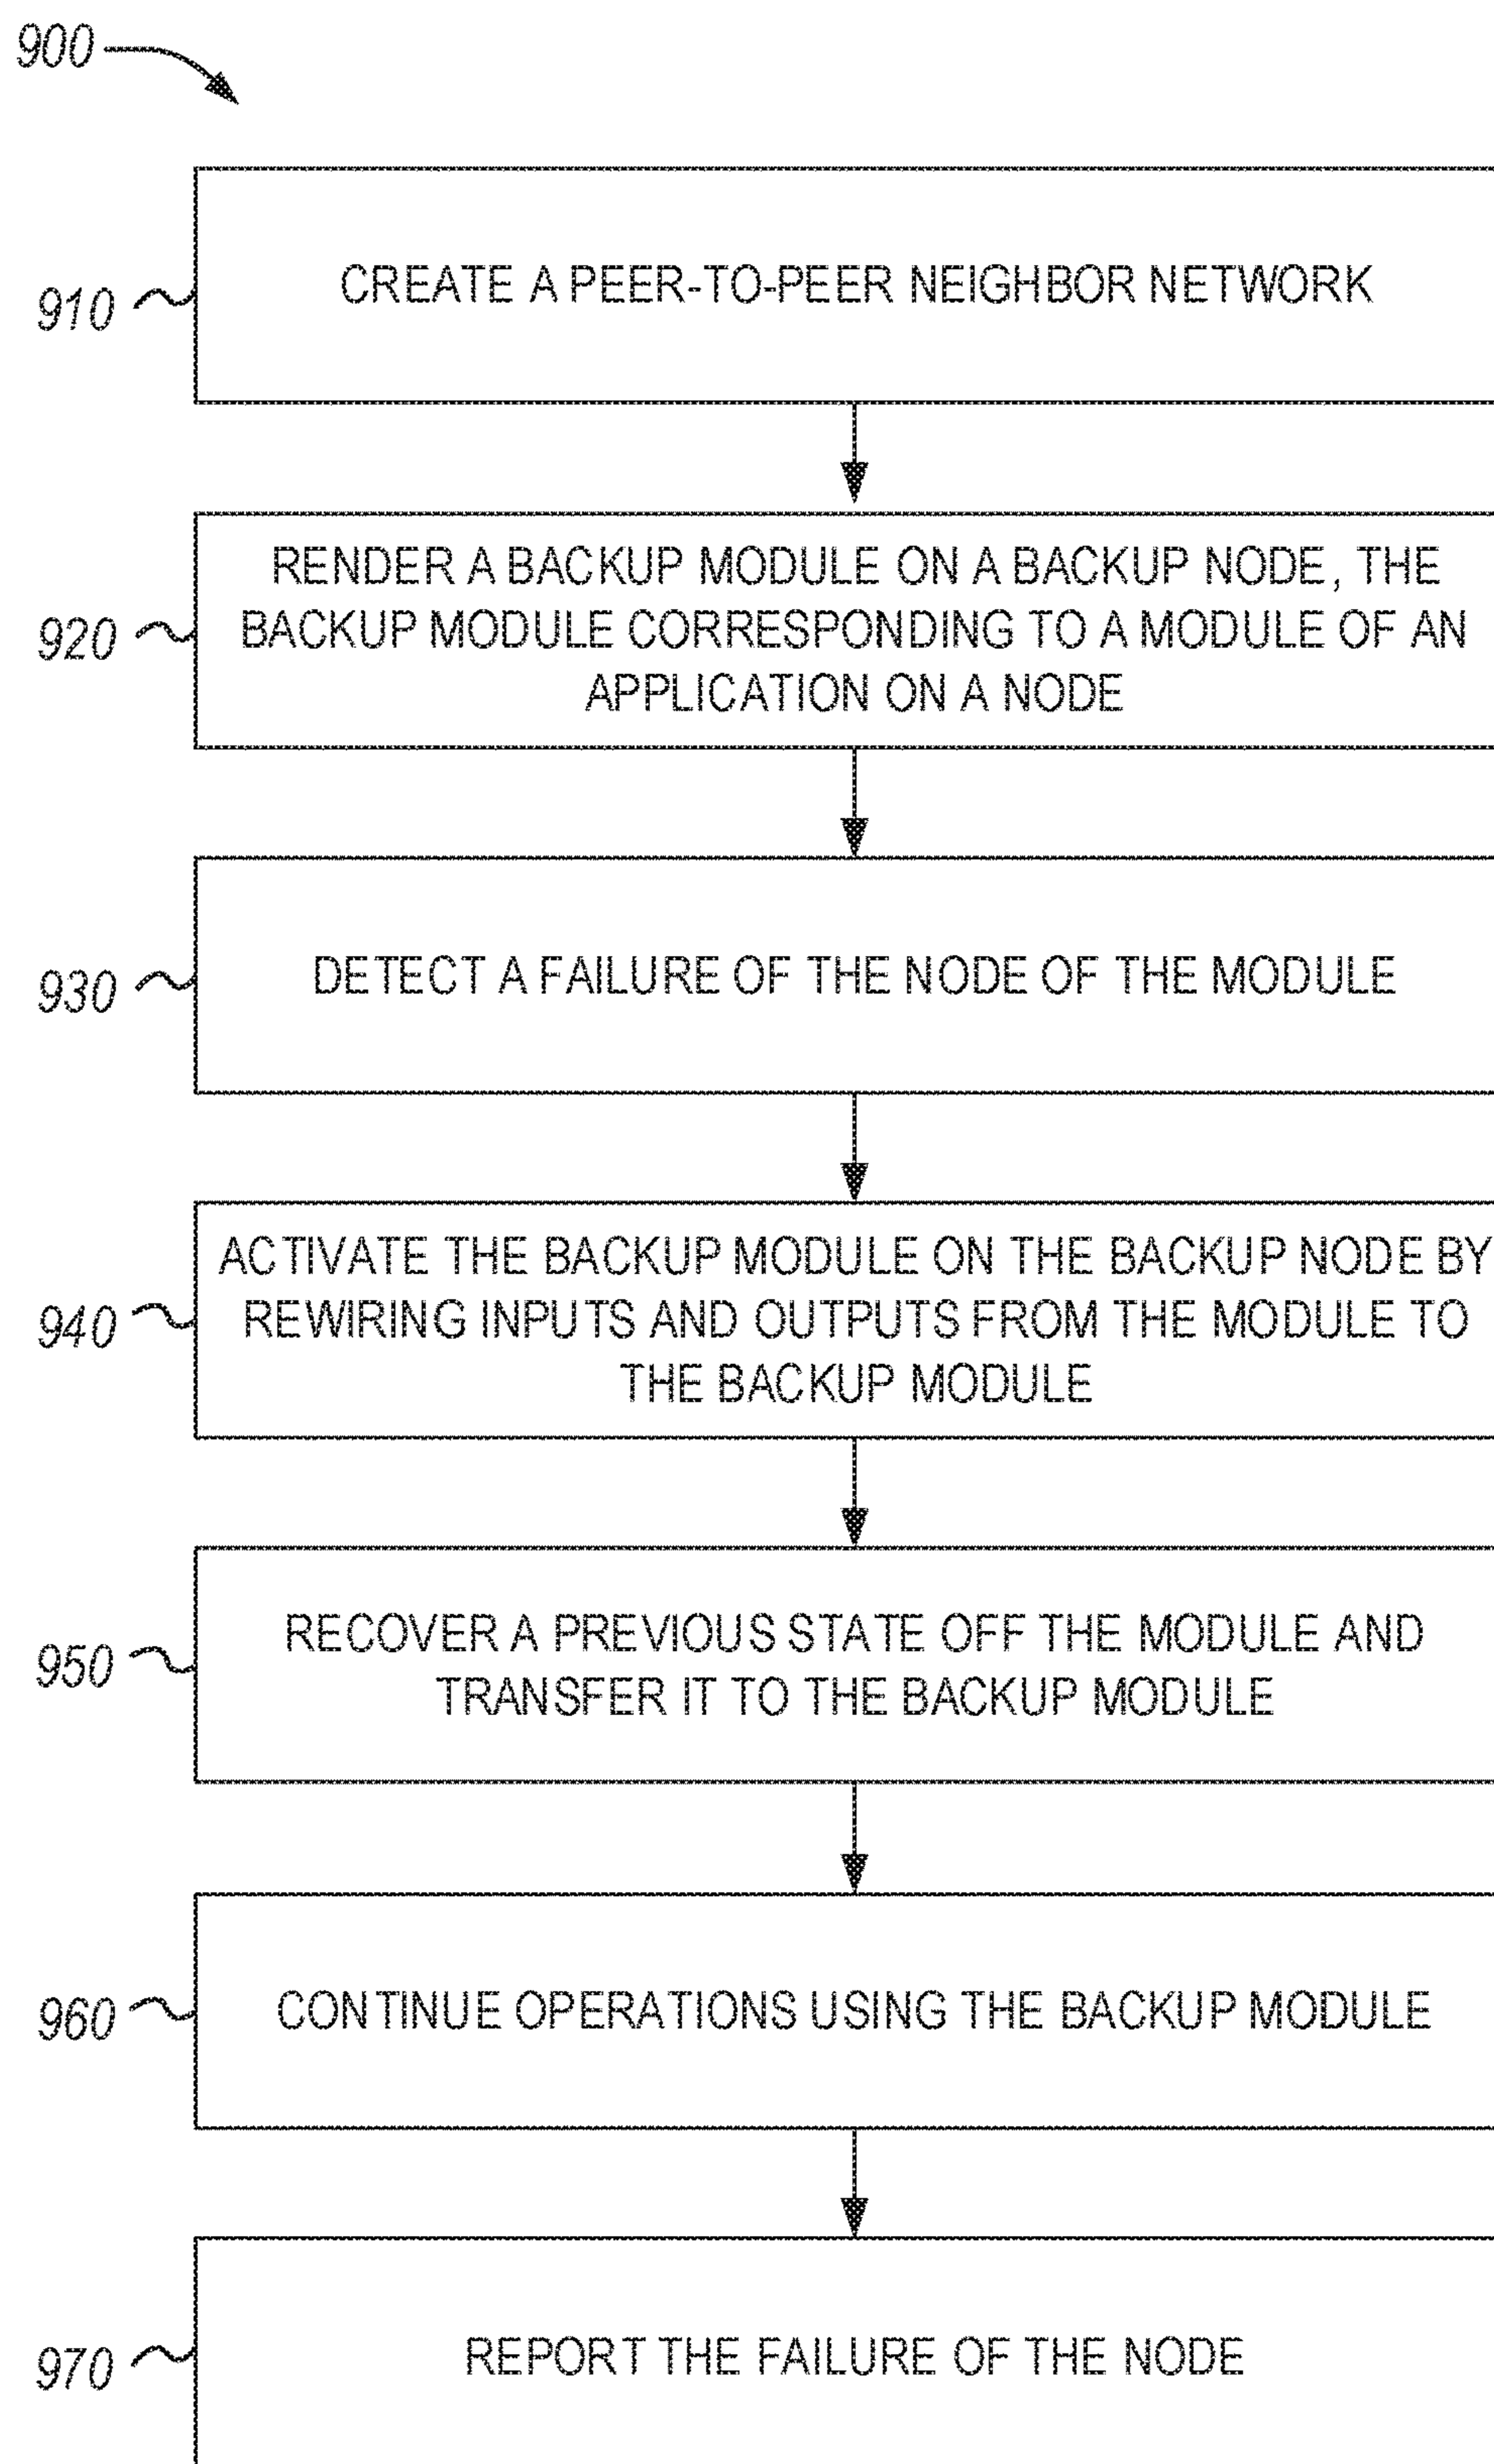 900
910
CREATE A PEER-TO-PEER NEIGHBOR NETWORK
920
RENDER A BACKUP MODULE ON A BACKUP NODE, THE
BACKUP MODULE CORRESPONDING TO A MODULE OF AN
APPLICATION ON A NODE
930
DETECT A FAILURE OF THE NODE OF THE MODULE
940
ACTIVATE THE BACKUP MODULE ON THE BACKUP NODE BY
REWIRING INPUTS AND OUTPUTS FROM THE MODULE TO
THE BACKUP MODULE
950
RECOVER A PREVIOUS STATE OFF THE MODULE AND
TRANSFER IT TO THE BACKUP MODULE
960
CONTINUE OPERATIONS USING THE BACKUP MODULE
970
REPORT THE FAILURE OF THE NODE